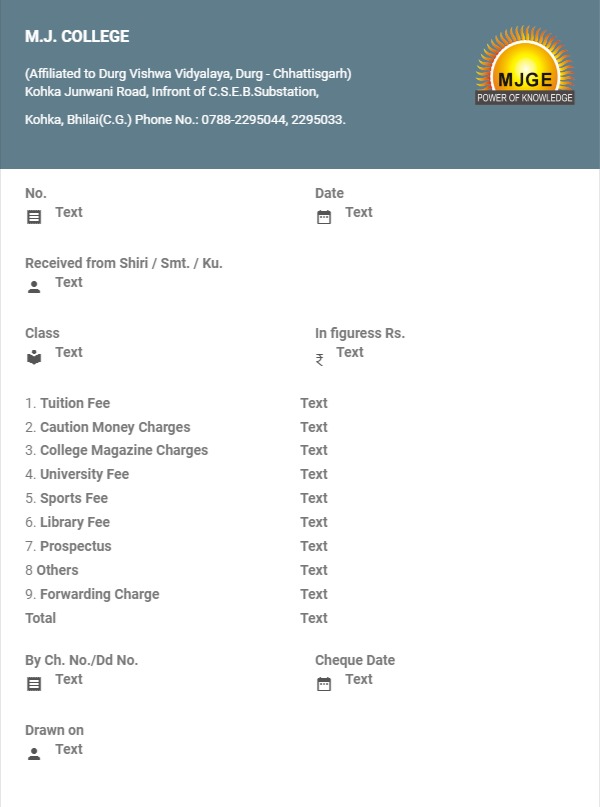 M.J. COLLEGE
(Affiliated to Durg Vishwa Vidyalaya, Durg - Chhattisgarh)
Kohka Junwani Road, Infront of C.S.E.B.Substation,
Kohka, Bhilai(C.G.) Phone No.: 0788-2295044, 2295033.
MJGE
POWER OF KNOWLEDGE
No. Date
Text Text
Received from Shiri / Smt. / Ku.
Text
Class In figuress Rs.
Text ₹ Text
1. Tuition Fee Text
2. Caution Money Charges Text
3. College Magazine Charges Text
4. University Fee Text
5. Sports Fee Text
6. Library Fee Text
7. Prospectus Text
8 Others Text
9. Forwarding Charge Text
Total Text
By Ch. No./Dd No. Cheque Date
Text Text
Drawn on
Text